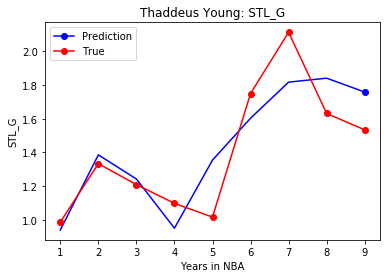 Thaddeus Young: STL_G
Prediction
True
2.0
1.8
1.6
1.4
1.2
1.0
STL_G
1 2 3 4 5 6 7 8 9
Years in NBA